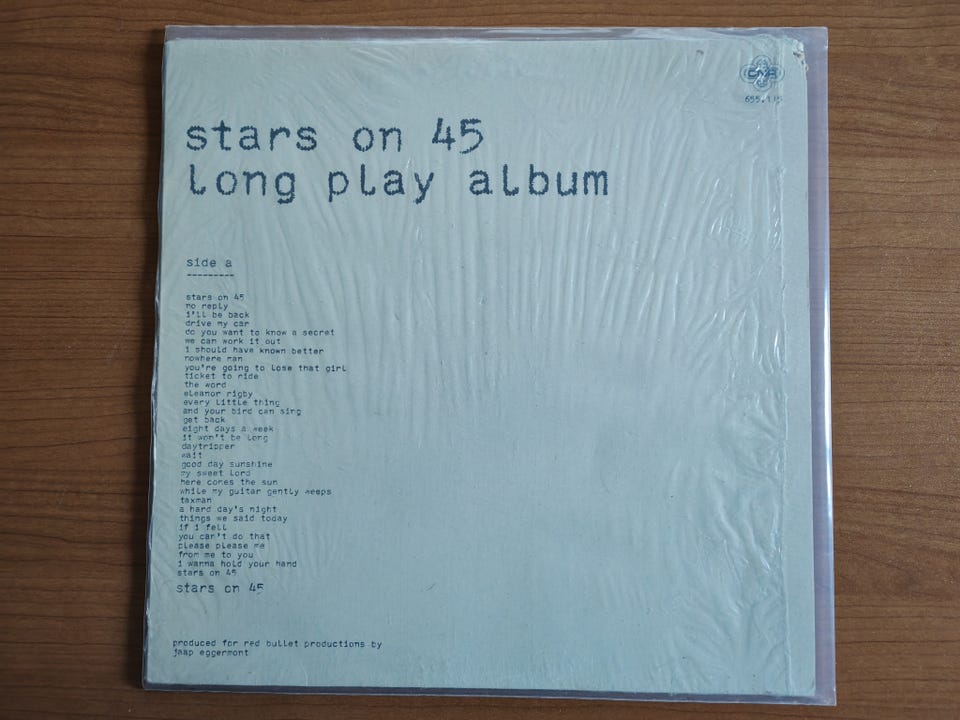 CNR
stars on 45
long play album
side a
---------
stars on 45
no reply
i'll be back
drive my car
do you want to know a secret
we can work it out
i should have known better
nowhere man
you're going to lose that girl
ticket to ride
the word
eleanor rigby
every little thing
and your bird can sing
get back
eight days a week
it won't be long
daytripper
wait
good day sunshine
my sweet lord
here comes the sun
while my guitar gently weeps
taxman
a hard day's night
things we said today
if i fell
you can't do that
please please me
from me to you
i wanna hold your hand
stars on 45
stars on 45
produced for red bullet productions by
jaap eggermont